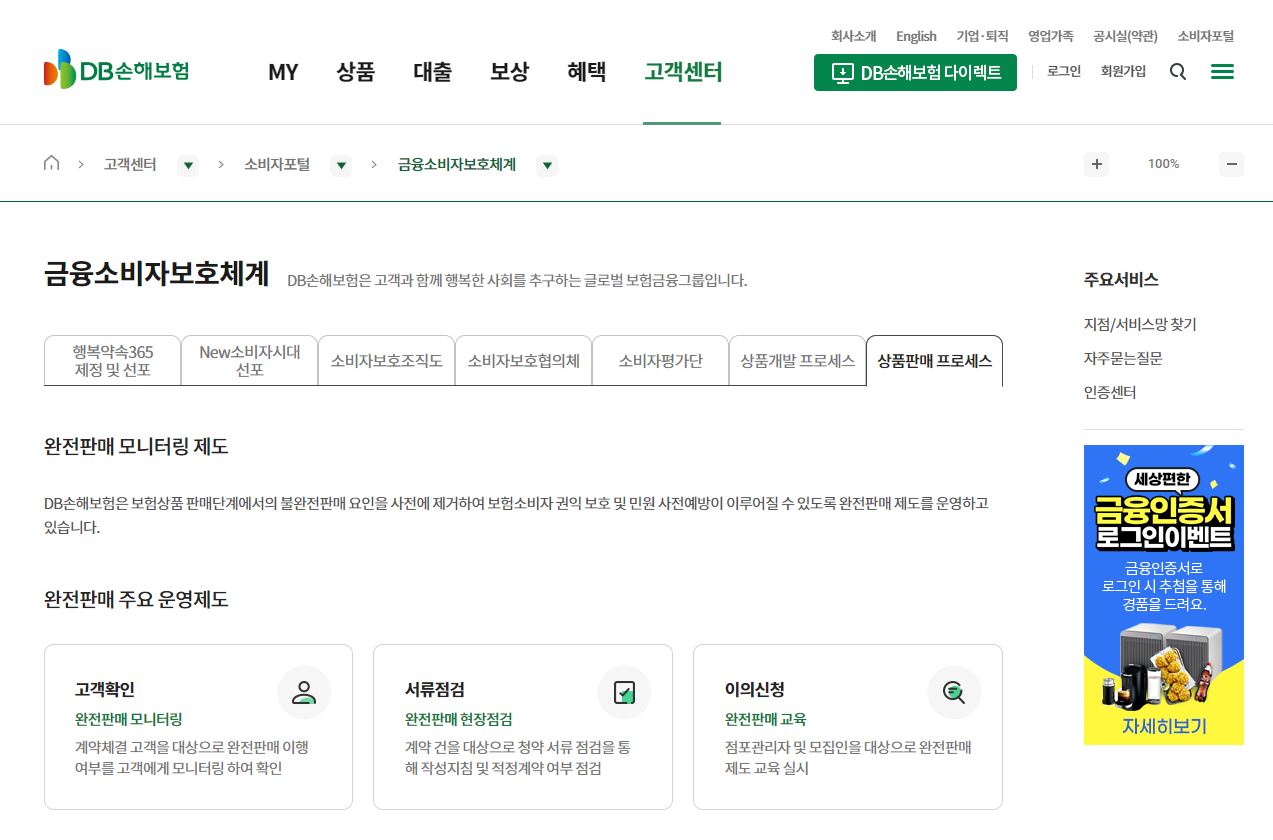 회사소개 English 기업·퇴직 영업가족 공시실(약관) 소비자포털
DB손해보험 MY 상품 대출 보상 혜택 고객센터 DB손해보험 다이렉트 로그인 회원가입
고객센터 소비자포털 금융소비자보호체계 + 100% −
금융소비자보호체계 DB손해보험은 고객과 함께 행복한 사회를 추구하는 글로벌 보험금융그룹입니다.
행복약속365
제정 및 선포
New소비자시대
선포
소비자보호조직도
소비자보호협의체
소비자평가단
상품개발 프로세스
상품판매 프로세스
완전판매 모니터링 제도
DB손해보험은 보험상품 판매단계에서의 불완전판매 요인을 사전에 제거하여 보험소비자 권익 보호 및 민원 사전예방이 이루어질 수 있도록 완전판매 제도를 운영하고
있습니다.
완전판매 주요 운영제도
고객확인
완전판매 모니터링
계약체결 고객을 대상으로 완전판매 이행
여부를 고객에게 모니터링 하여 확인
서류점검
완전판매 현장점검
계약 건을 대상으로 청약 서류 점검을 통
해 작성지침 및 적정계약 여부 점검
이의신청
완전판매 교육
점포관리자 및 모집인을 대상으로 완전판매
제도 교육 실시
주요서비스
지점/서비스망 찾기
자주묻는질문
인증센터
세상편한
금융인증서
로그인이벤트
금융인증서로
로그인 시 추첨을 통해
경품을 드려요.
자세히보기